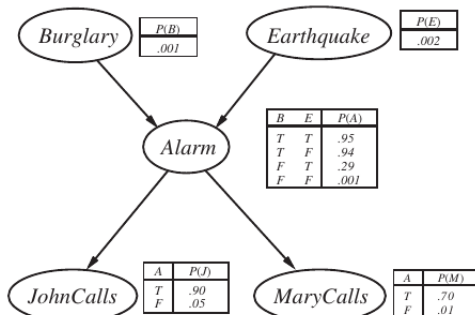 Burglary
P(B)
.001
Earthquake
P(E)
.002
Alarm
B E P(A)
T T .95
T F .94
F T .29
F F .001
JohnCalls
A P(J)
T .90
F .05
MaryCalls
A P(M)
T .70
F .01